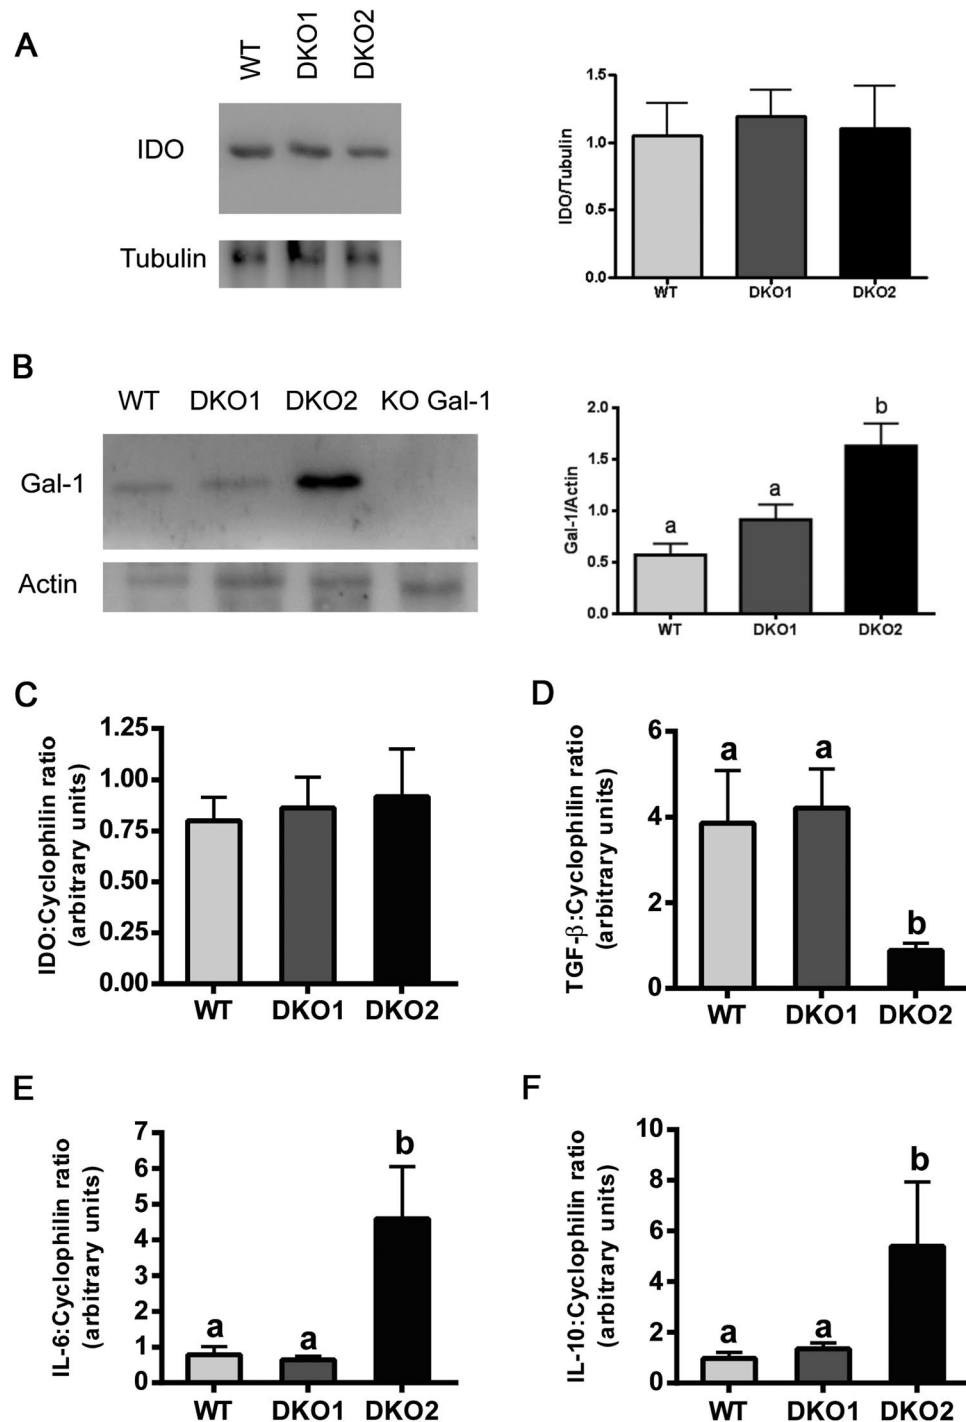 A
WT
DKO1
DKO2
IDO
Tubulin
IDO/Tubulin
1.5
1.0
0.5
0.0
WT DKO1 DKO2
B
WT DKO1 DKO2 KO Gal-1
Gal-1
Actin
Gal-1/Actin
2.0
1.5
1.0
0.5
0.0
a a b
WT DKO1 DKO2
C
IDO:Cyclophilin ratio
(arbitrary units)
1.25
1.00
0.75
0.50
0.25
0.00
WT DKO1 DKO2
D
TGF-β:Cyclophilin ratio
(arbitrary units)
6
4
2
0
a a b
WT DKO1 DKO2
E
IL-6:Cyclophilin ratio
(arbitrary units)
7
6
5
4
3
2
1
0
a a b
WT DKO1 DKO2
F
IL-10:Cyclophilin ratio
(arbitrary units)
10
8
6
4
2
0
a a b
WT DKO1 DKO2